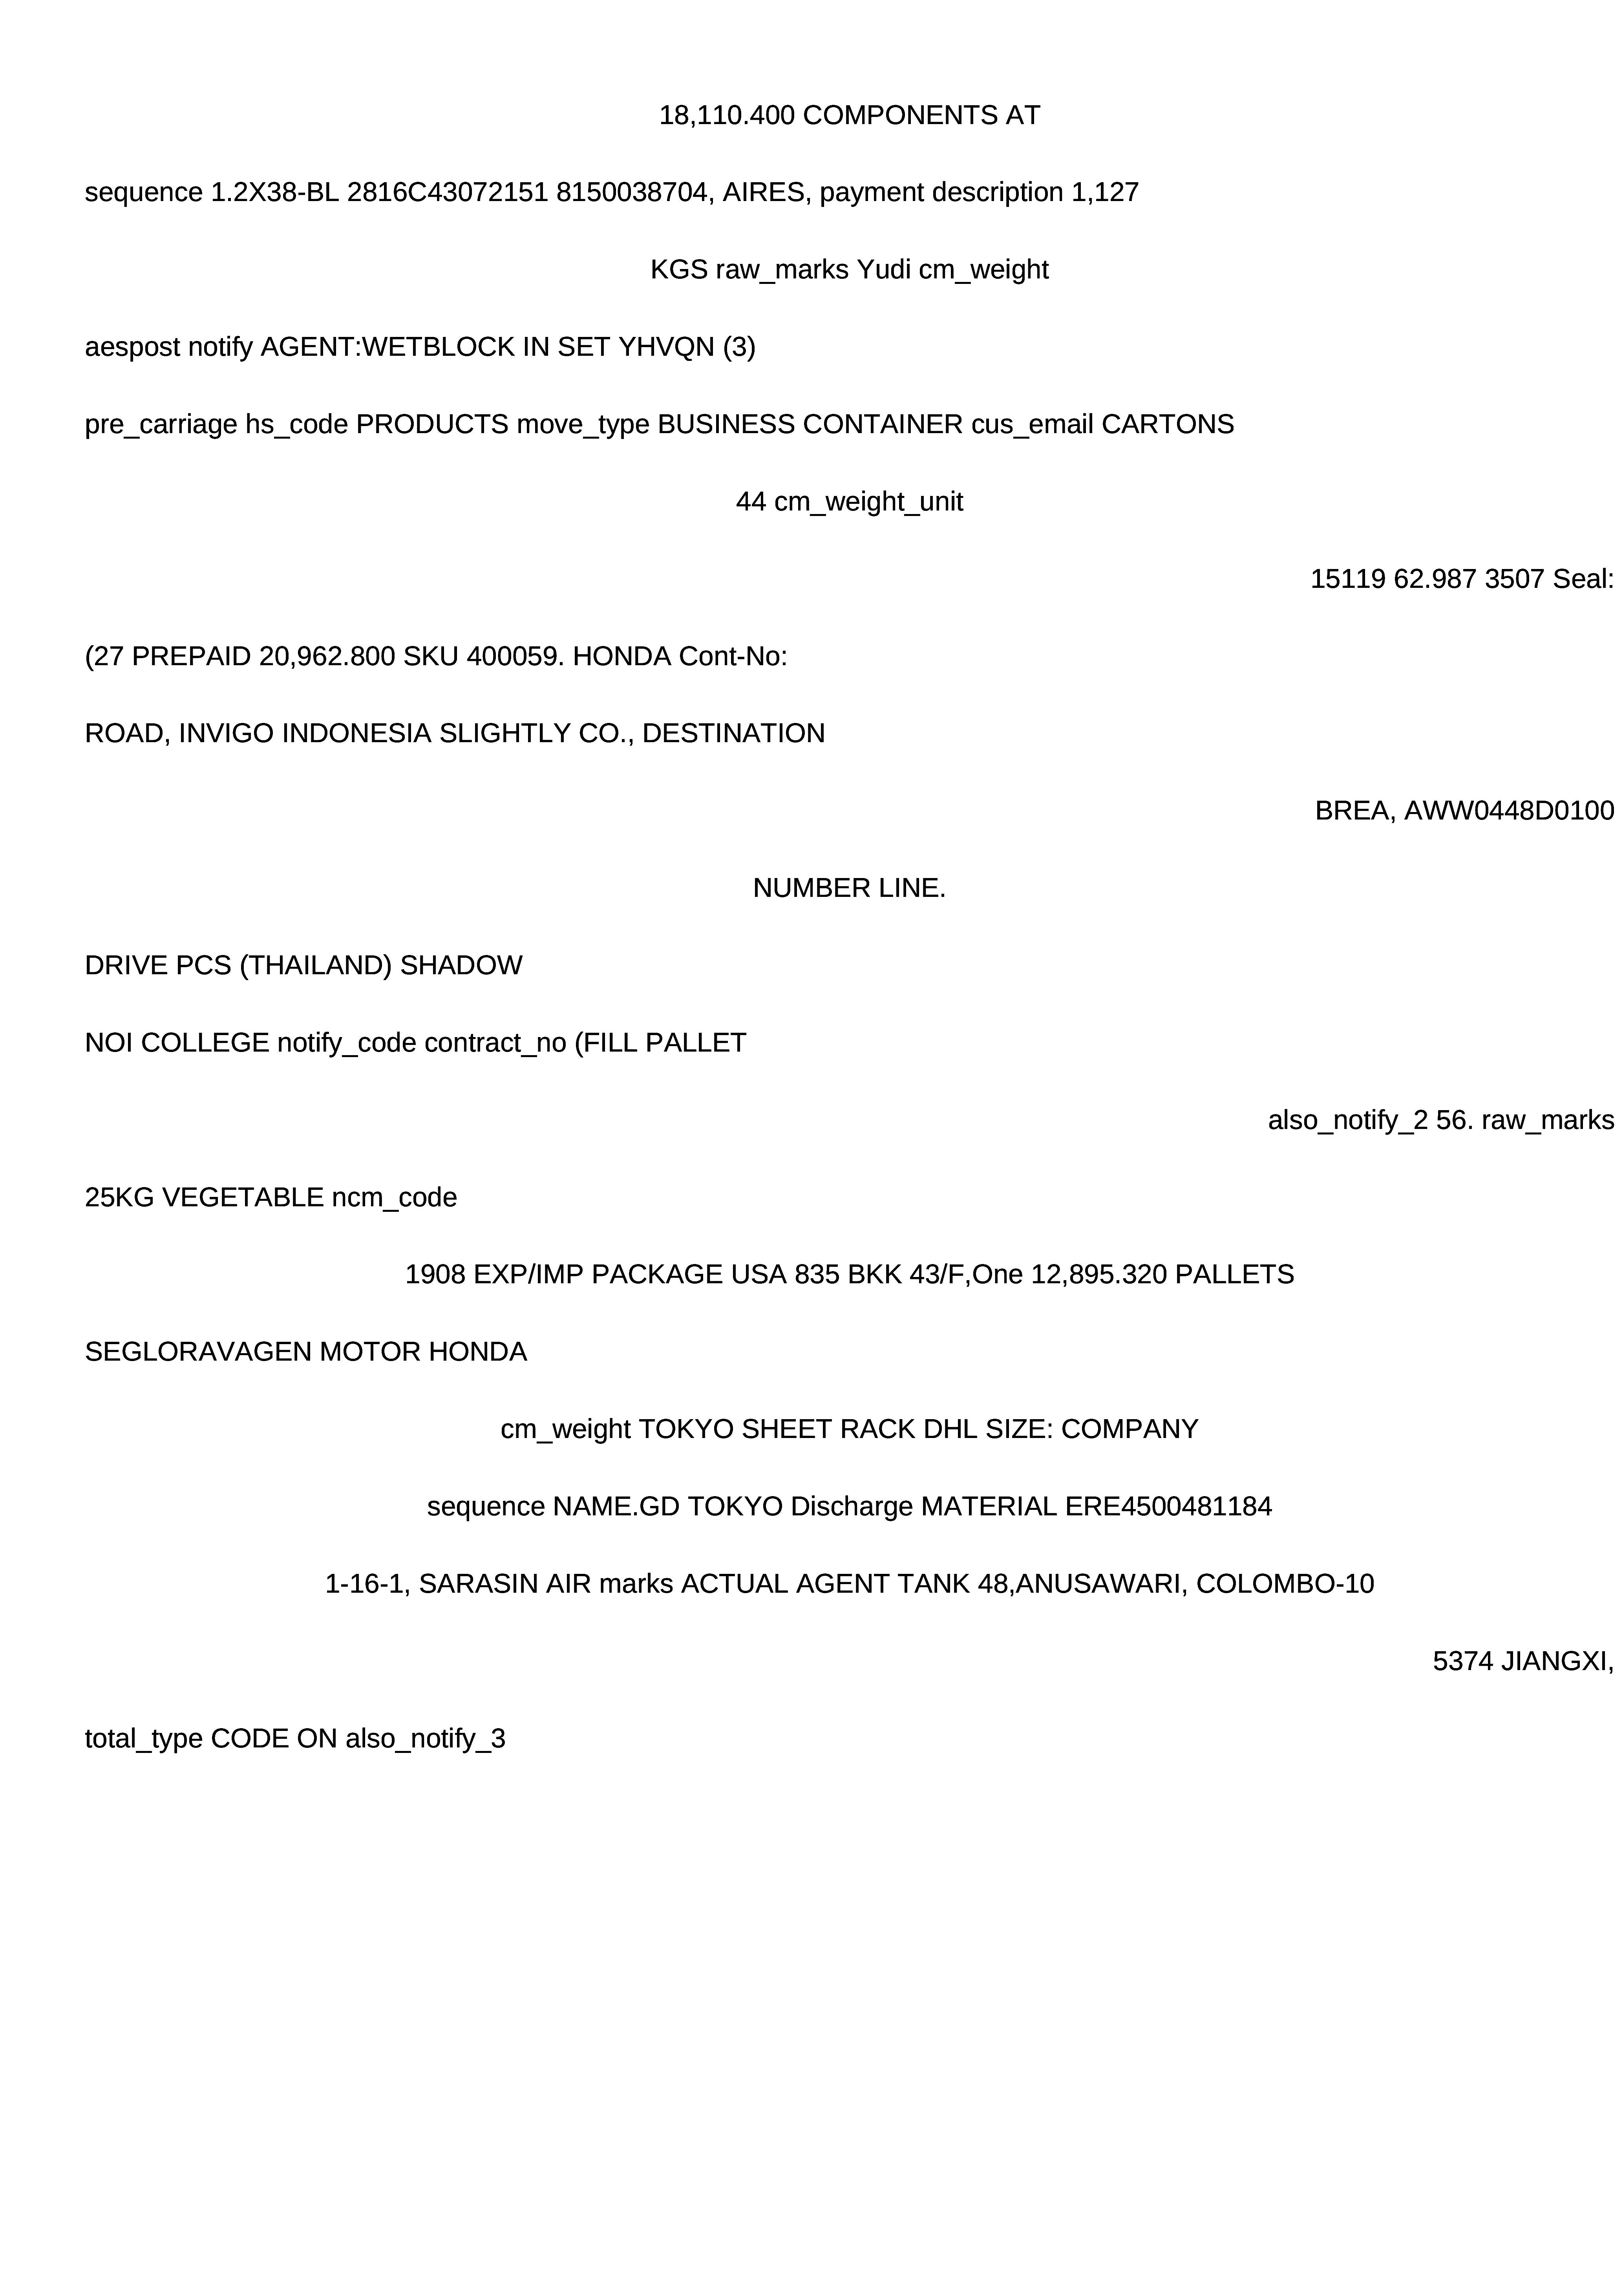 18,110.400 COMPONENTS AT
sequence 1.2X38-BL 2816C43072151 8150038704, AIRES, payment description 1,127
KGS raw_marks Yudi cm_weight
aespost notify AGENT:WETBLOCK IN SET YHVQN (3)
pre_carriage hs_code PRODUCTS move_type BUSINESS CONTAINER cus_email CARTONS
44 cm_weight_unit
15119 62.987 3507 Seal:
(27 PREPAID 20,962.800 SKU 400059. HONDA Cont-No:
ROAD, INVIGO INDONESIA SLIGHTLY CO., DESTINATION
BREA, AWW0448D0100
NUMBER LINE.
DRIVE PCS (THAILAND) SHADOW
NOI COLLEGE notify_code contract_no (FILL PALLET
also_notify_2 56. raw_marks
25KG VEGETABLE ncm_code
1908 EXP/IMP PACKAGE USA 835 BKK 43/F,One 12,895.320 PALLETS
SEGLORAVAGEN MOTOR HONDA
cm_weight TOKYO SHEET RACK DHL SIZE: COMPANY
sequence NAME.GD TOKYO Discharge MATERIAL ERE4500481184
1-16-1, SARASIN AIR marks ACTUAL AGENT TANK 48,ANUSAWARI, COLOMBO-10
5374 JIANGXI,
total_type CODE ON also_notify_3